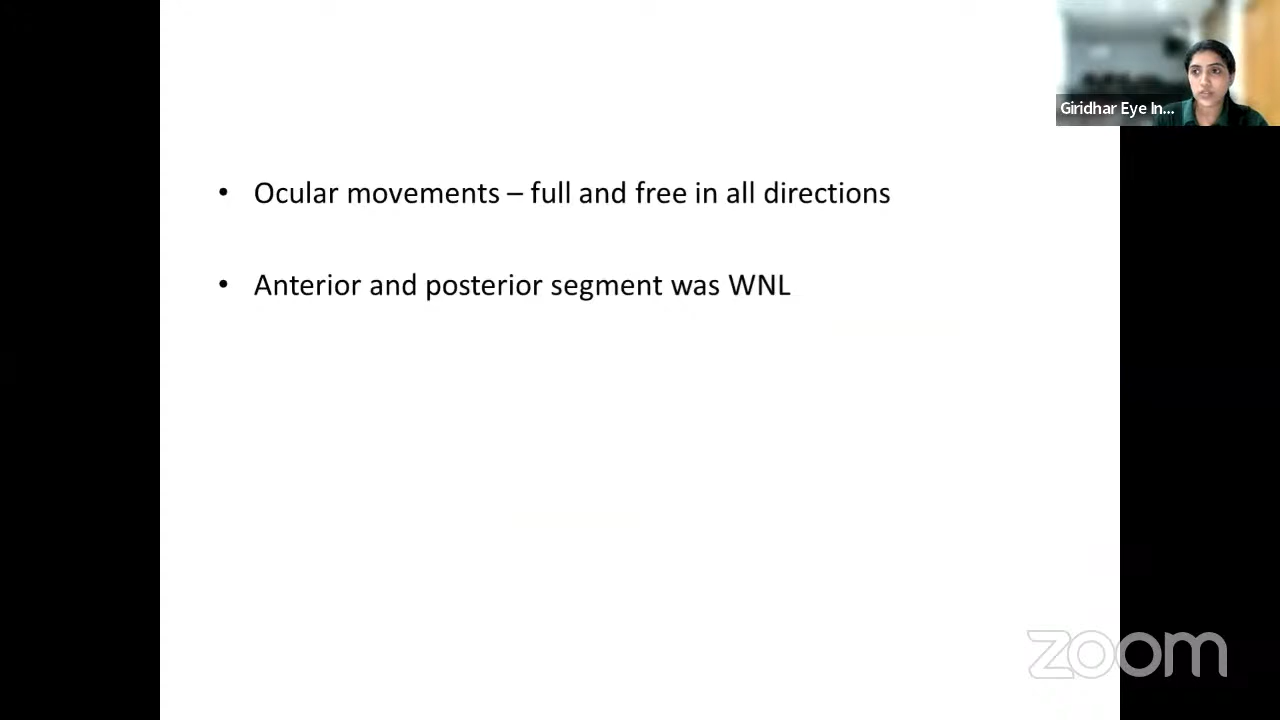 Giridhar Eye In...
• Ocular movements – full and free in all directions
• Anterior and posterior segment was WNL
zoom